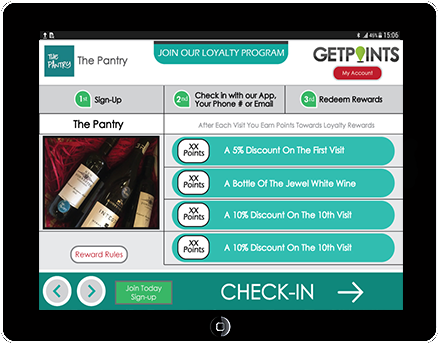 46%
15:06
THE
PANTRY
The Pantry
JOIN OUR LOYALTY PROGRAM
GETPOINTS
My Account
1st Sign-Up
2nd Check in with our App,
Your Phone # or Email
3rd Redeem Rewards
The Pantry
After Each Visit You Earn Points Towards Loyalty Rewards
XX
Points
A 5% Discount On The First Visit
XX
Points
A Bottle Of The Jewel White Wine
XX
Points
A 10% Discount On The 10th Visit
XX
Points
A 10% Discount On The 10th Visit
Reward Rules
Join Today
Sign-up
CHECK-IN